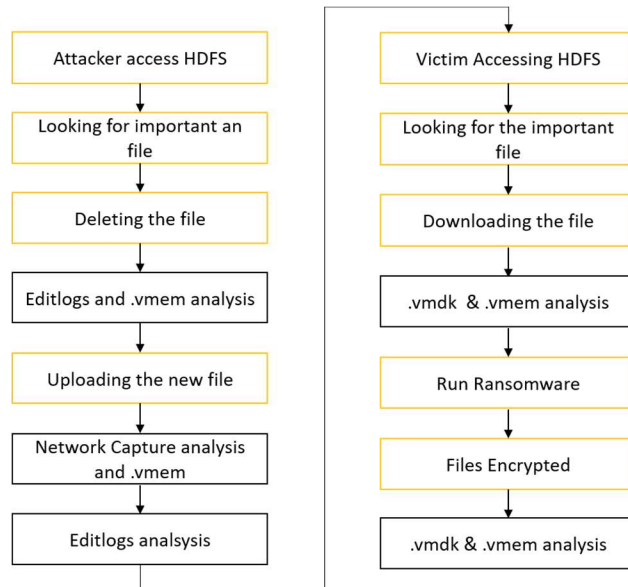 Attacker access HDFS
Looking for important an
file
Deleting the file
Editlogs and .vmem analysis
Uploading the new file
Network Capture analysis
and .vmem
Editlogs analsysis
Victim Accessing HDFS
Looking for the important
file
Downloading the file
.vmdk & .vmem analysis
Run Ransomware
Files Encrypted
.vmdk & .vmem analysis